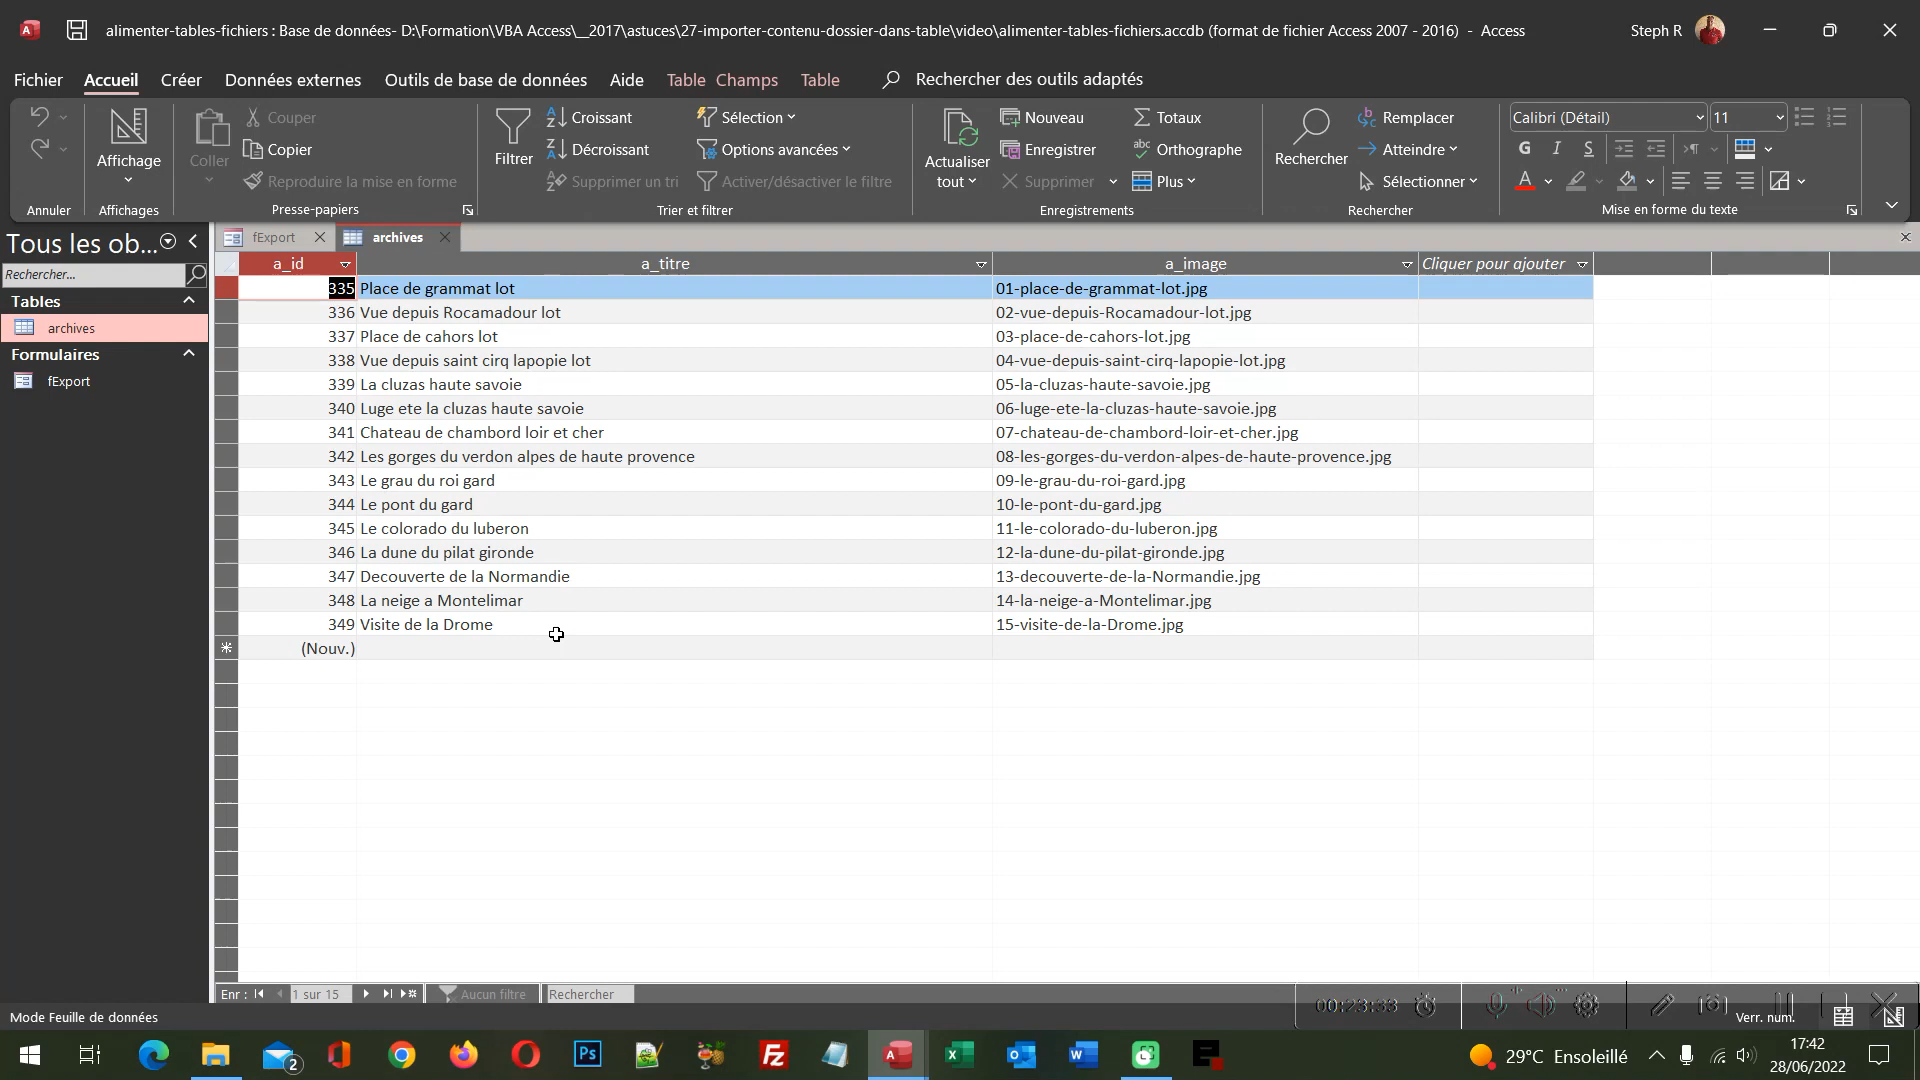 alimenter-tables-fichiers : Base de données- D:\Formation\VBA Access\__2017\astuces\27-importer-contenu-dossier-dans-table\video\alimenter-tables-fichiers.accdb (format de fichier Access 2007 - 2016) - Access
Steph R
Fichier Accueil Créer Données externes Outils de base de données Aide Table Champs Table Rechercher des outils adaptés
Annuler
Affichage
Affichages
Coller
Couper
Copier
Reproduire la mise en forme
Presse-papiers
Filtrer
Croissant
Décroissant
Supprimer un tri
Sélection
Options avancées
Activer/désactiver le filtre
Trier et filtrer
Actualiser
tout
Nouveau
Enregistrer
Supprimer
Totaux
Orthographe
Plus
Enregistrements
Rechercher
Remplacer
Atteindre
Sélectionner
Rechercher
Calibri (Détail) 11
G I S
Mise en forme du texte
Tous les ob...
Rechercher...
Tables
archives
Formulaires
fExport
fExport archives
a_id a_titre a_image Cliquer pour ajouter
335 Place de grammat lot 01-place-de-grammat-lot.jpg
336 Vue depuis Rocamadour lot 02-vue-depuis-Rocamadour-lot.jpg
337 Place de cahors lot 03-place-de-cahors-lot.jpg
338 Vue depuis saint cirq lapopie lot 04-vue-depuis-saint-cirq-lapopie-lot.jpg
339 La cluzas haute savoie 05-la-cluzas-haute-savoie.jpg
340 Luge ete la cluzas haute savoie 06-luge-ete-la-cluzas-haute-savoie.jpg
341 Chateau de chambord loir et cher 07-chateau-de-chambord-loir-et-cher.jpg
342 Les gorges du verdon alpes de haute provence 08-les-gorges-du-verdon-alpes-de-haute-provence.jpg
343 Le grau du roi gard 09-le-grau-du-roi-gard.jpg
344 Le pont du gard 10-le-pont-du-gard.jpg
345 Le colorado du luberon 11-le-colorado-du-luberon.jpg
346 La dune du pilat gironde 12-la-dune-du-pilat-gironde.jpg
347 Decouverte de la Normandie 13-decouverte-de-la-Normandie.jpg
348 La neige a Montelimar 14-la-neige-a-Montelimar.jpg
349 Visite de la Drome 15-visite-de-la-Drome.jpg
(Nouv.)
Enr : 1 sur 15 Aucun filtre Rechercher
00:23:33
Mode Feuille de données
Verr. num.
2
29°C Ensoleillé
17:42
28/06/2022